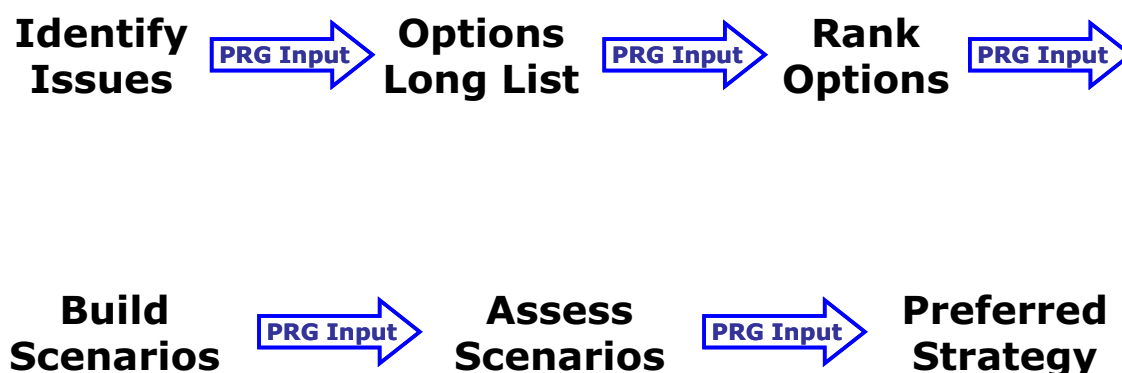 Identify
Issues
PRG Input
Options
Long List
PRG Input
Rank
Options
PRG Input
Build
Scenarios
PRG Input
Assess
Scenarios
PRG Input
Preferred
Strategy